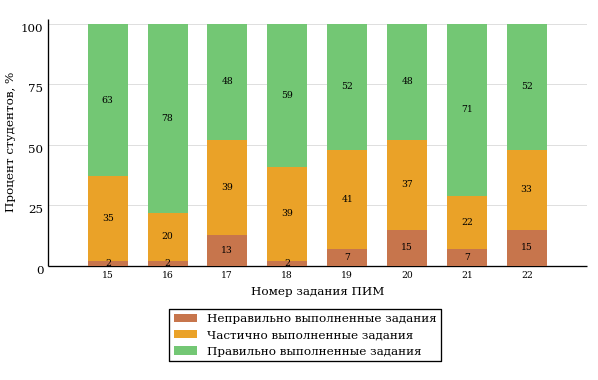 Процент студентов, %
100
75
50
25
0
63 78 48 59 52 48 71 52
35 20 39 39 41 37 22 33
2 2 13 2 7 15 7 15
15 16 17 18 19 20 21 22
Номер задания ПИМ
Неправильно выполненные задания
Частично выполненные задания
Правильно выполненные задания